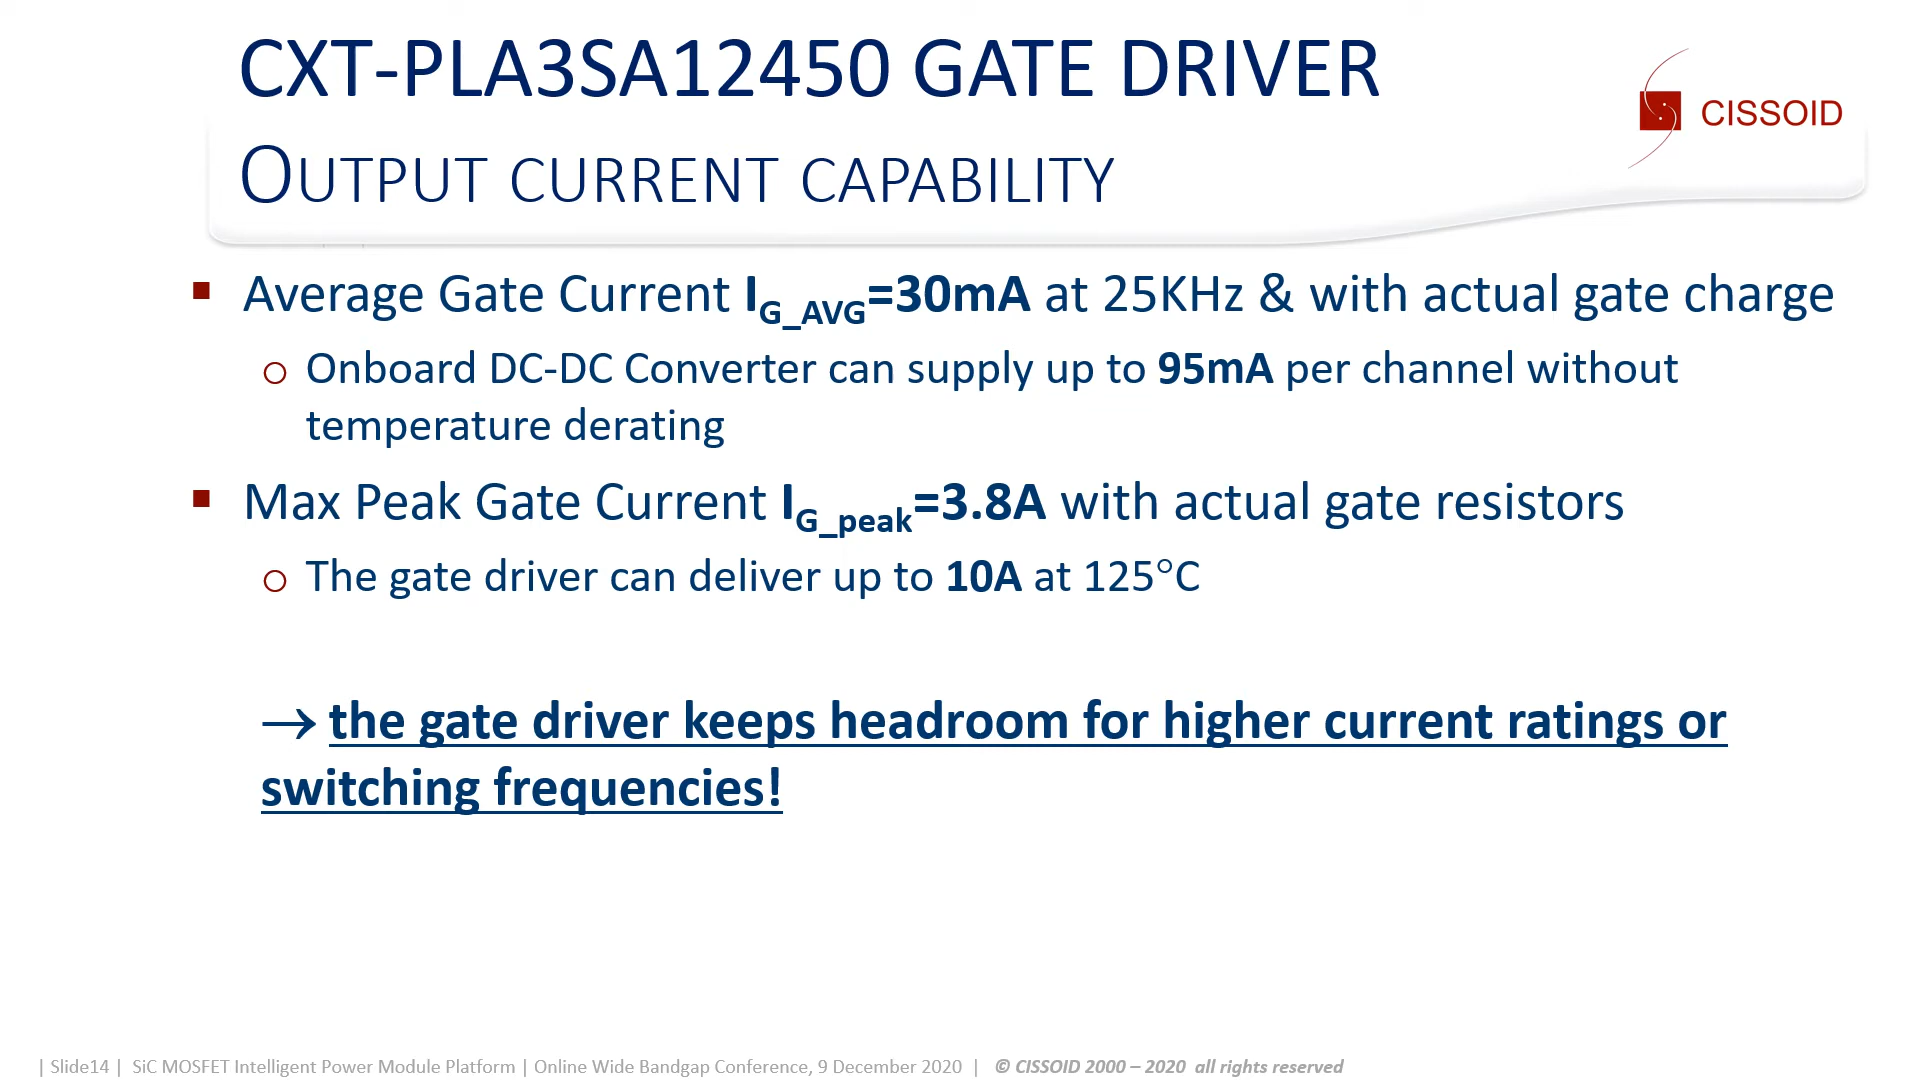 CXT-PLA3SA12450 GATE DRIVER
OUTPUT CURRENT CAPABILITY
CISSOID
▪ Average Gate Current IG_AVG=30mA at 25KHz & with actual gate charge
o Onboard DC-DC Converter can supply up to 95mA per channel without
temperature derating
▪ Max Peak Gate Current IG_peak=3.8A with actual gate resistors
o The gate driver can deliver up to 10A at 125°C
→ the gate driver keeps headroom for higher current ratings or
switching frequencies!
| Slide14 | SiC MOSFET Intelligent Power Module Platform | Online Wide Bandgap Conference, 9 December 2020 | © CISSOID 2000 – 2020 all rights reserved